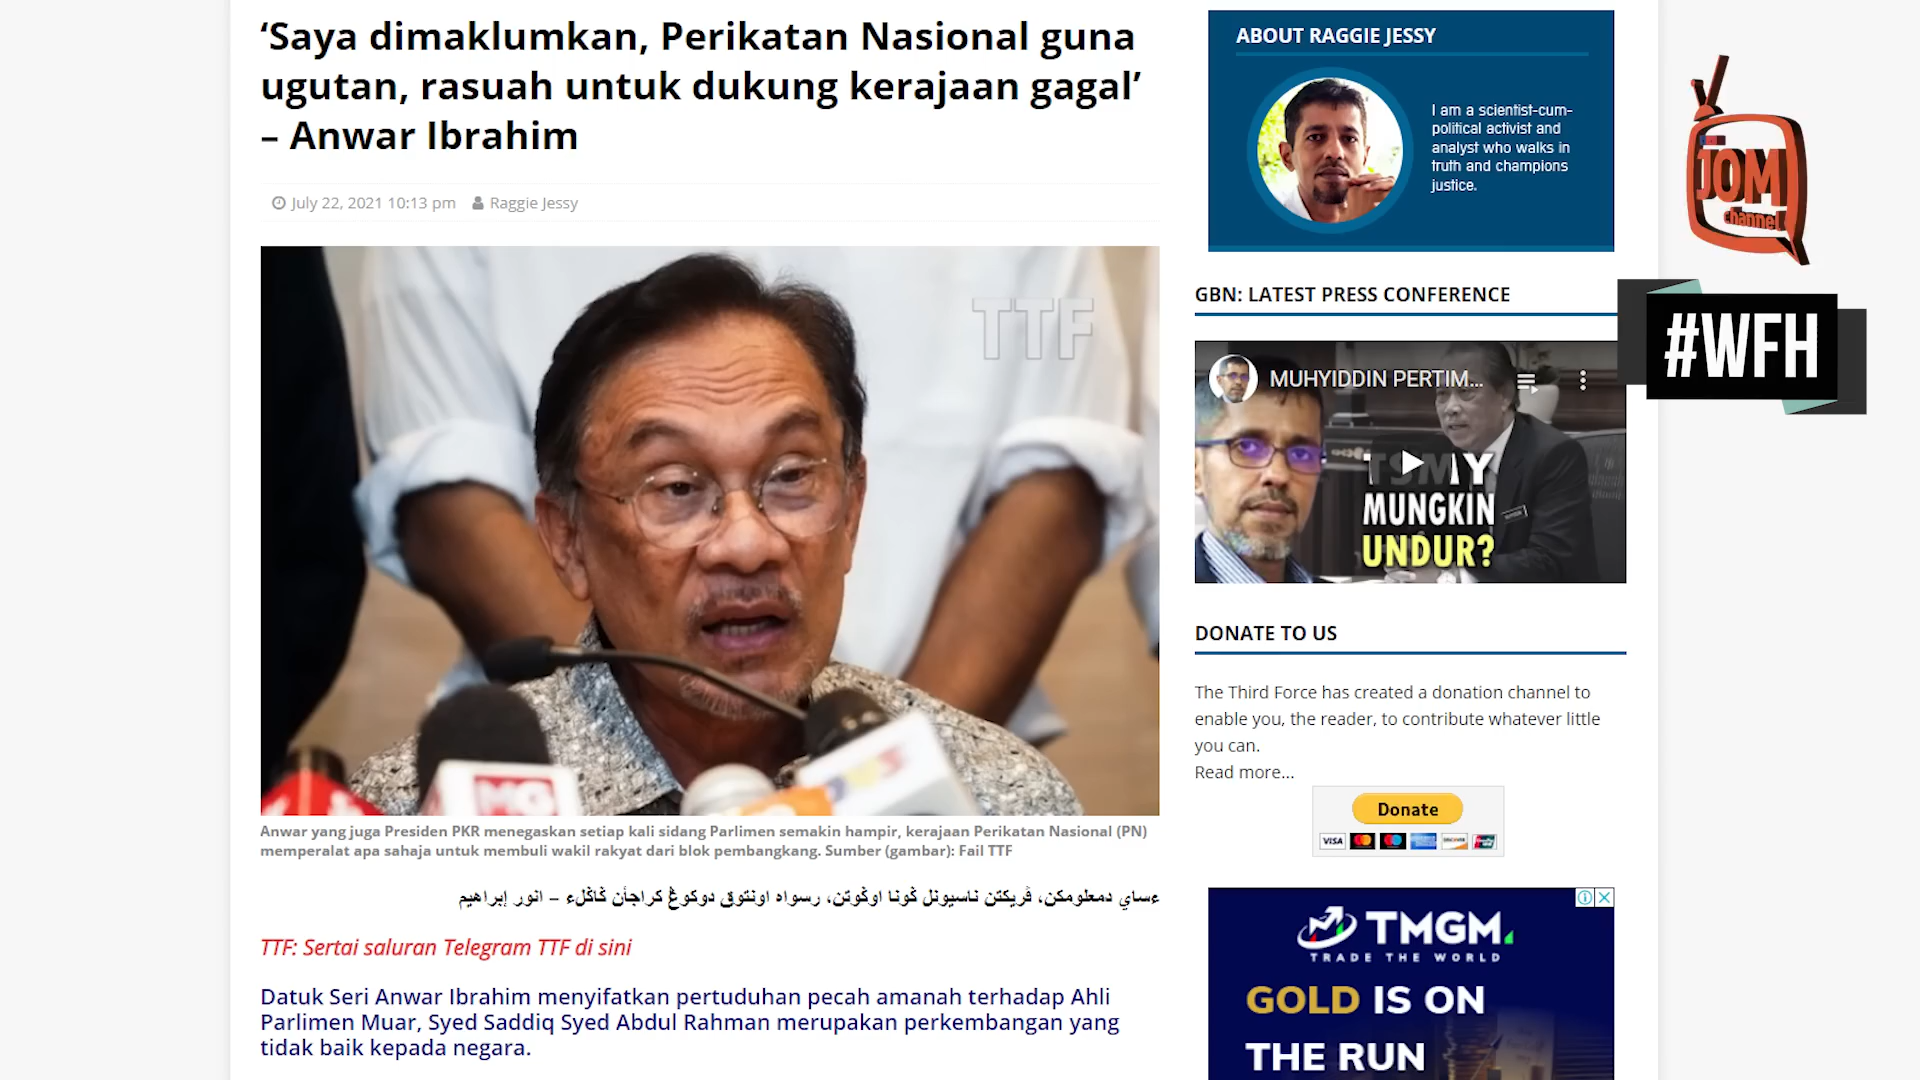 ‘Saya dimaklumkan, Perikatan Nasional guna
ugutan, rasuah untuk dukung kerajaan gagal’
– Anwar Ibrahim
July 22, 2021 10:13 pm Raggie Jessy
TTF
MG
Anwar yang juga Presiden PKR menegaskan setiap kali sidang Parlimen semakin hampir, kerajaan Perikatan Nasional (PN)
memperalat apa sahaja untuk membuli wakil rakyat dari blok pembangkang. Sumber (gambar): Fail TTF
ءساي دمعلومكن، ڤريكتن ناسيونل ݢونا اوݢوتن، رسواه اونتوق دوكوڠ كراجأن ݢاݢلء – انور إبراهيم
TTF: Sertai saluran Telegram TTF di sini
Datuk Seri Anwar Ibrahim menyifatkan pertuduhan pecah amanah terhadap Ahli
Parlimen Muar, Syed Saddiq Syed Abdul Rahman merupakan perkembangan yang
tidak baik kepada negara.
ABOUT RAGGIE JESSY
I am a scientist-cum-
political activist and
analyst who walks in
truth and champions
justice.
GBN: LATEST PRESS CONFERENCE
MUHYIDDIN PERTIM...
TSMY
MUNGKIN
UNDUR?
DONATE TO US
The Third Force has created a donation channel to
enable you, the reader, to contribute whatever little
you can.
Read more...
Donate
VISA
TMGM.
TRADE THE WORLD
GOLD IS ON
THE RUN
JOM
channel
#WFH